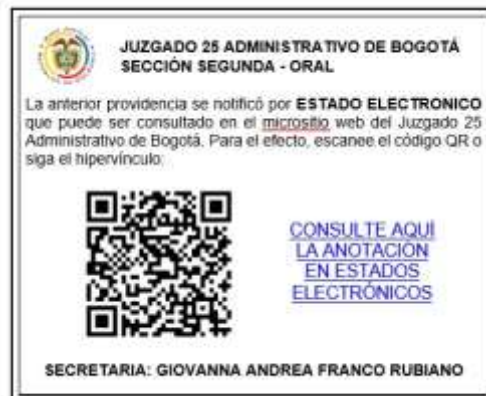 JUZGADO 25 ADMINISTRATIVO DE BOGOTÁ
SECCIÓN SEGUNDA - ORAL
La anterior providencia se notificó por ESTADO ELECTRONICO
que puede ser consultado en el micrositio web del Juzgado 25
Administrativo de Bogotá. Para el efecto, escanee el código QR o
siga el hipervínculo:
CONSULTE AQUÍ
LA ANOTACIÓN
EN ESTADOS
ELECTRÓNICOS
SECRETARIA: GIOVANNA ANDREA FRANCO RUBIANO